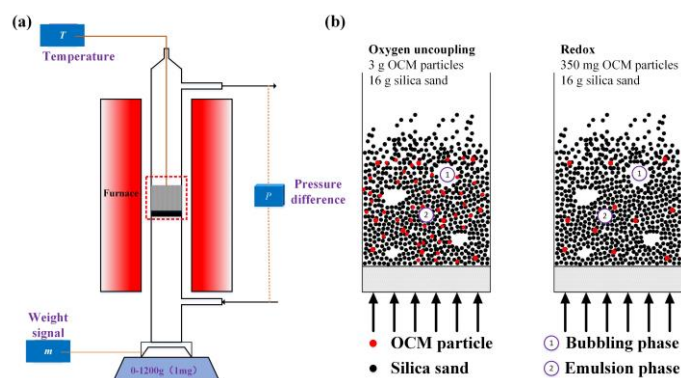 (a)
T
Temperature
Furnace
P
Pressure
difference
Weight
signal
m
0-1200g（1mg）
(b)
Oxygen uncoupling
3 g OCM particles
16 g silica sand
1
2
Redox
350 mg OCM particles
16 g silica sand
1
2
OCM particle
1 Bubbling phase
Silica sand
2 Emulsion phase